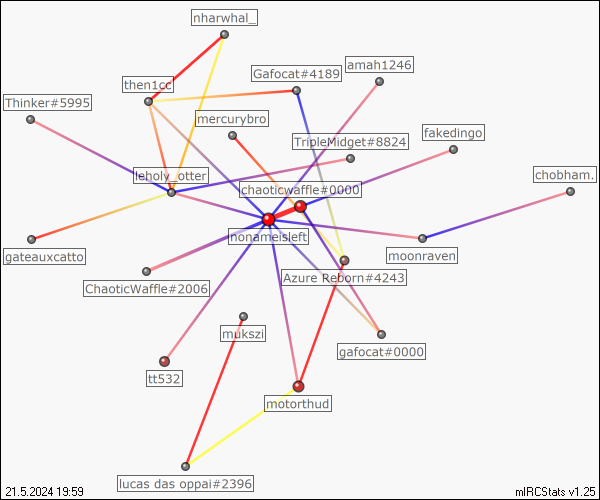 nharwhal_
amah1246
Gafocat#4189
then1cc
Thinker#5995
mercurybro
fakedingo
TripleMidget#8824
chobham.
leholy_otter
chaoticwaffle#0000
nonameisleft
gateauxcatto
moonraven
Azure Reborn#4243
ChaoticWaffle#2006
mukszi
gafocat#0000
tt532
motorthud
lucas das oppai#2396
21.5.2024 19:59
mIRCStats v1.25